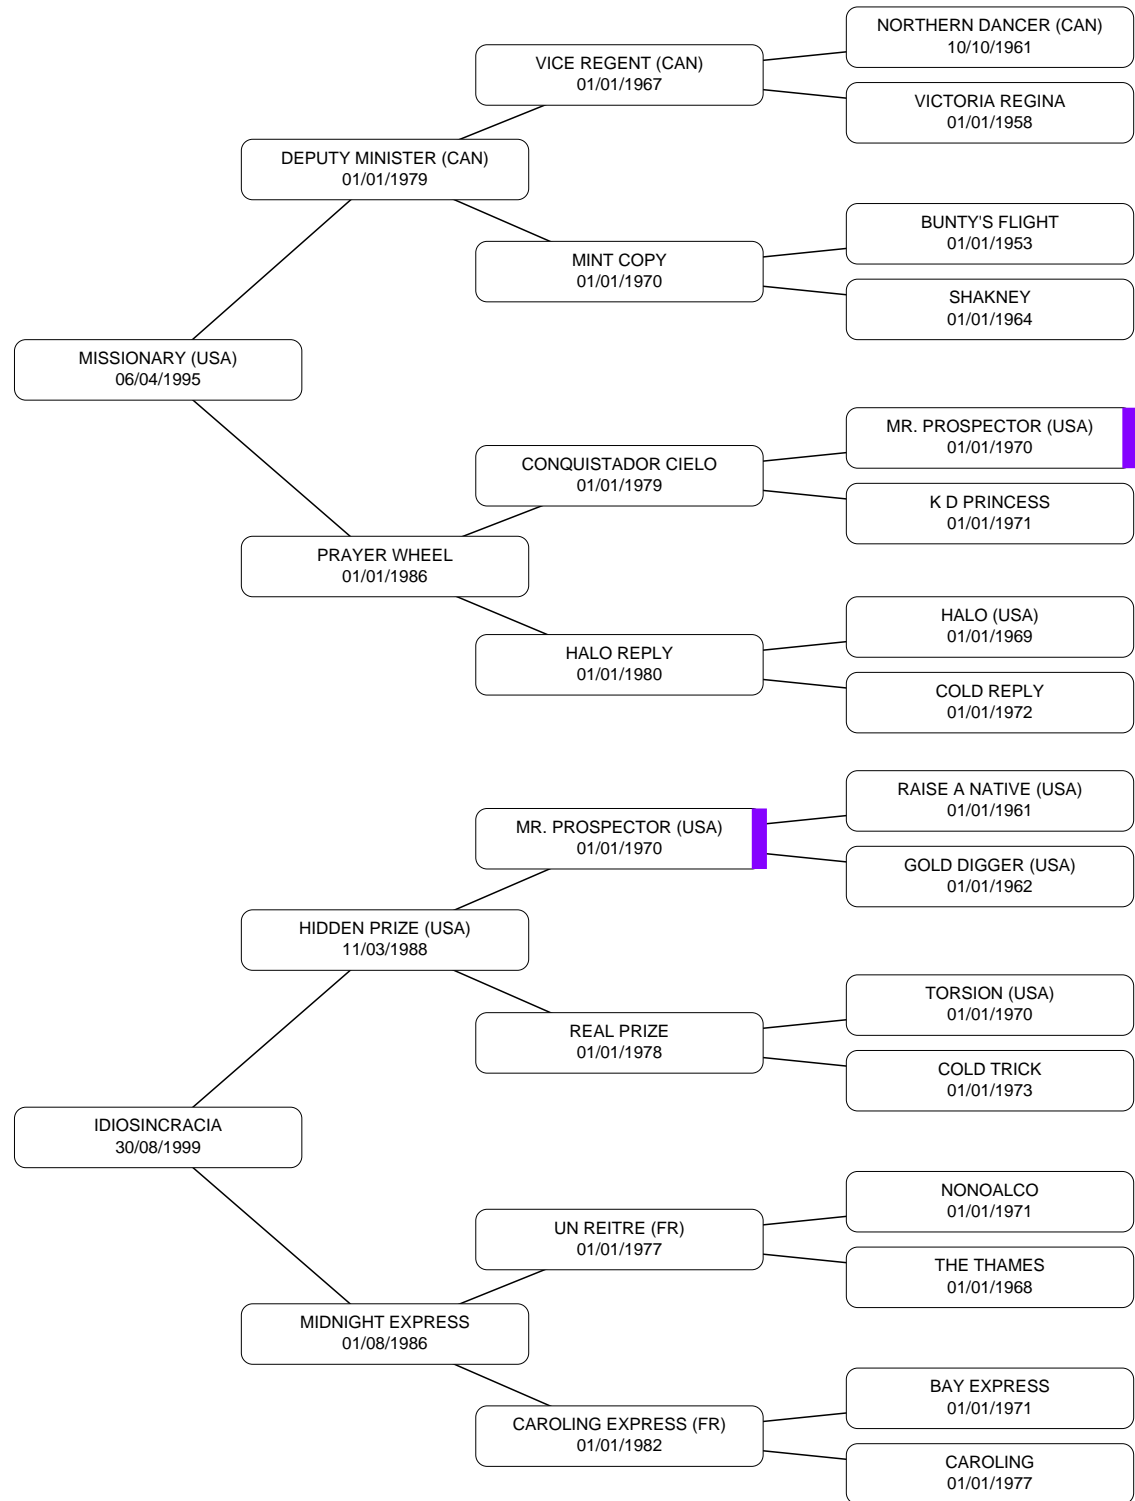 NORTHERN DANCER (CAN)
10/10/1961
VICE REGENT (CAN)
01/01/1967
VICTORIA REGINA
01/01/1958
DEPUTY MINISTER (CAN)
01/01/1979
BUNTY'S FLIGHT
01/01/1953
MINT COPY
01/01/1970
SHAKNEY
01/01/1964
MISSIONARY (USA)
06/04/1995
MR. PROSPECTOR (USA)
01/01/1970
CONQUISTADOR CIELO
01/01/1979
K D PRINCESS
01/01/1971
PRAYER WHEEL
01/01/1986
HALO (USA)
01/01/1969
HALO REPLY
01/01/1980
COLD REPLY
01/01/1972
RAISE A NATIVE (USA)
01/01/1961
MR. PROSPECTOR (USA)
01/01/1970
GOLD DIGGER (USA)
01/01/1962
HIDDEN PRIZE (USA)
11/03/1988
TORSION (USA)
01/01/1970
REAL PRIZE
01/01/1978
COLD TRICK
01/01/1973
IDIOSINCRACIA
30/08/1999
NONOALCO
01/01/1971
UN REITRE (FR)
01/01/1977
THE THAMES
01/01/1968
MIDNIGHT EXPRESS
01/08/1986
BAY EXPRESS
01/01/1971
CAROLING EXPRESS (FR)
01/01/1982
CAROLING
01/01/1977